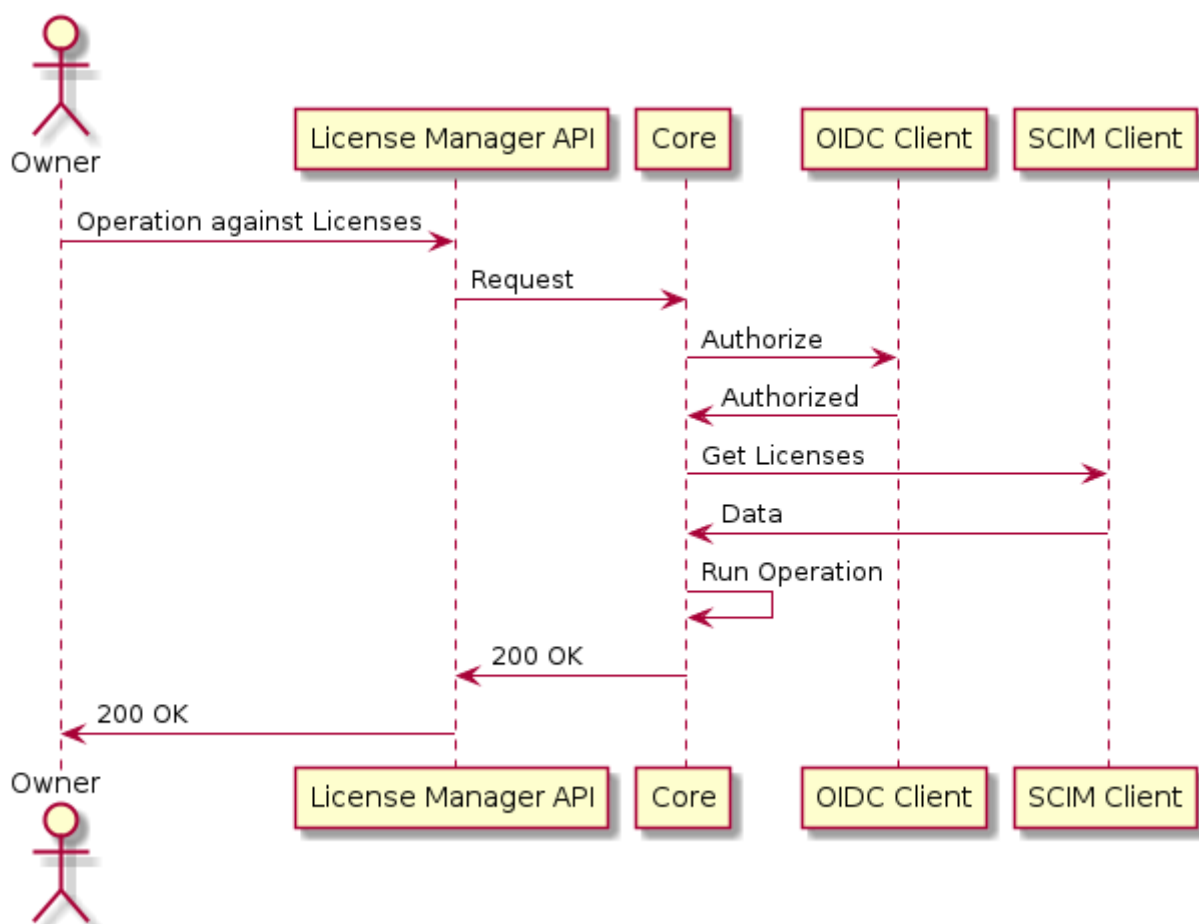 Owner
License Manager API
Core
OIDC Client
SCIM Client
Operation against Licenses
Request
Authorize
Authorized
Get Licenses
Data
Run Operation
200 OK
200 OK
Owner
License Manager API
Core
OIDC Client
SCIM Client